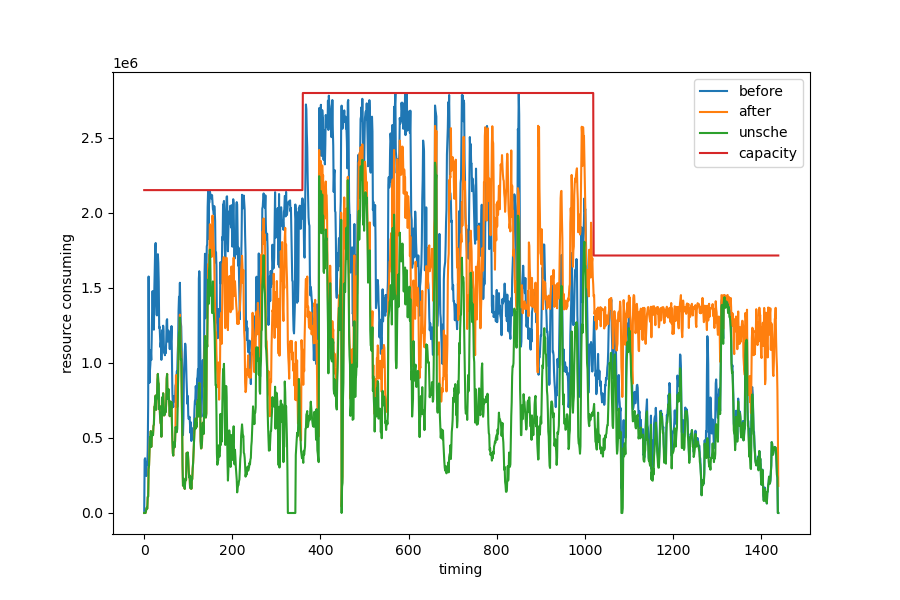 1e6
before
after
unsche
capacity
2.5
2.0
1.5
1.0
0.5
0.0
resource consuming
0 200 400 600 800 1000 1200 1400
timing